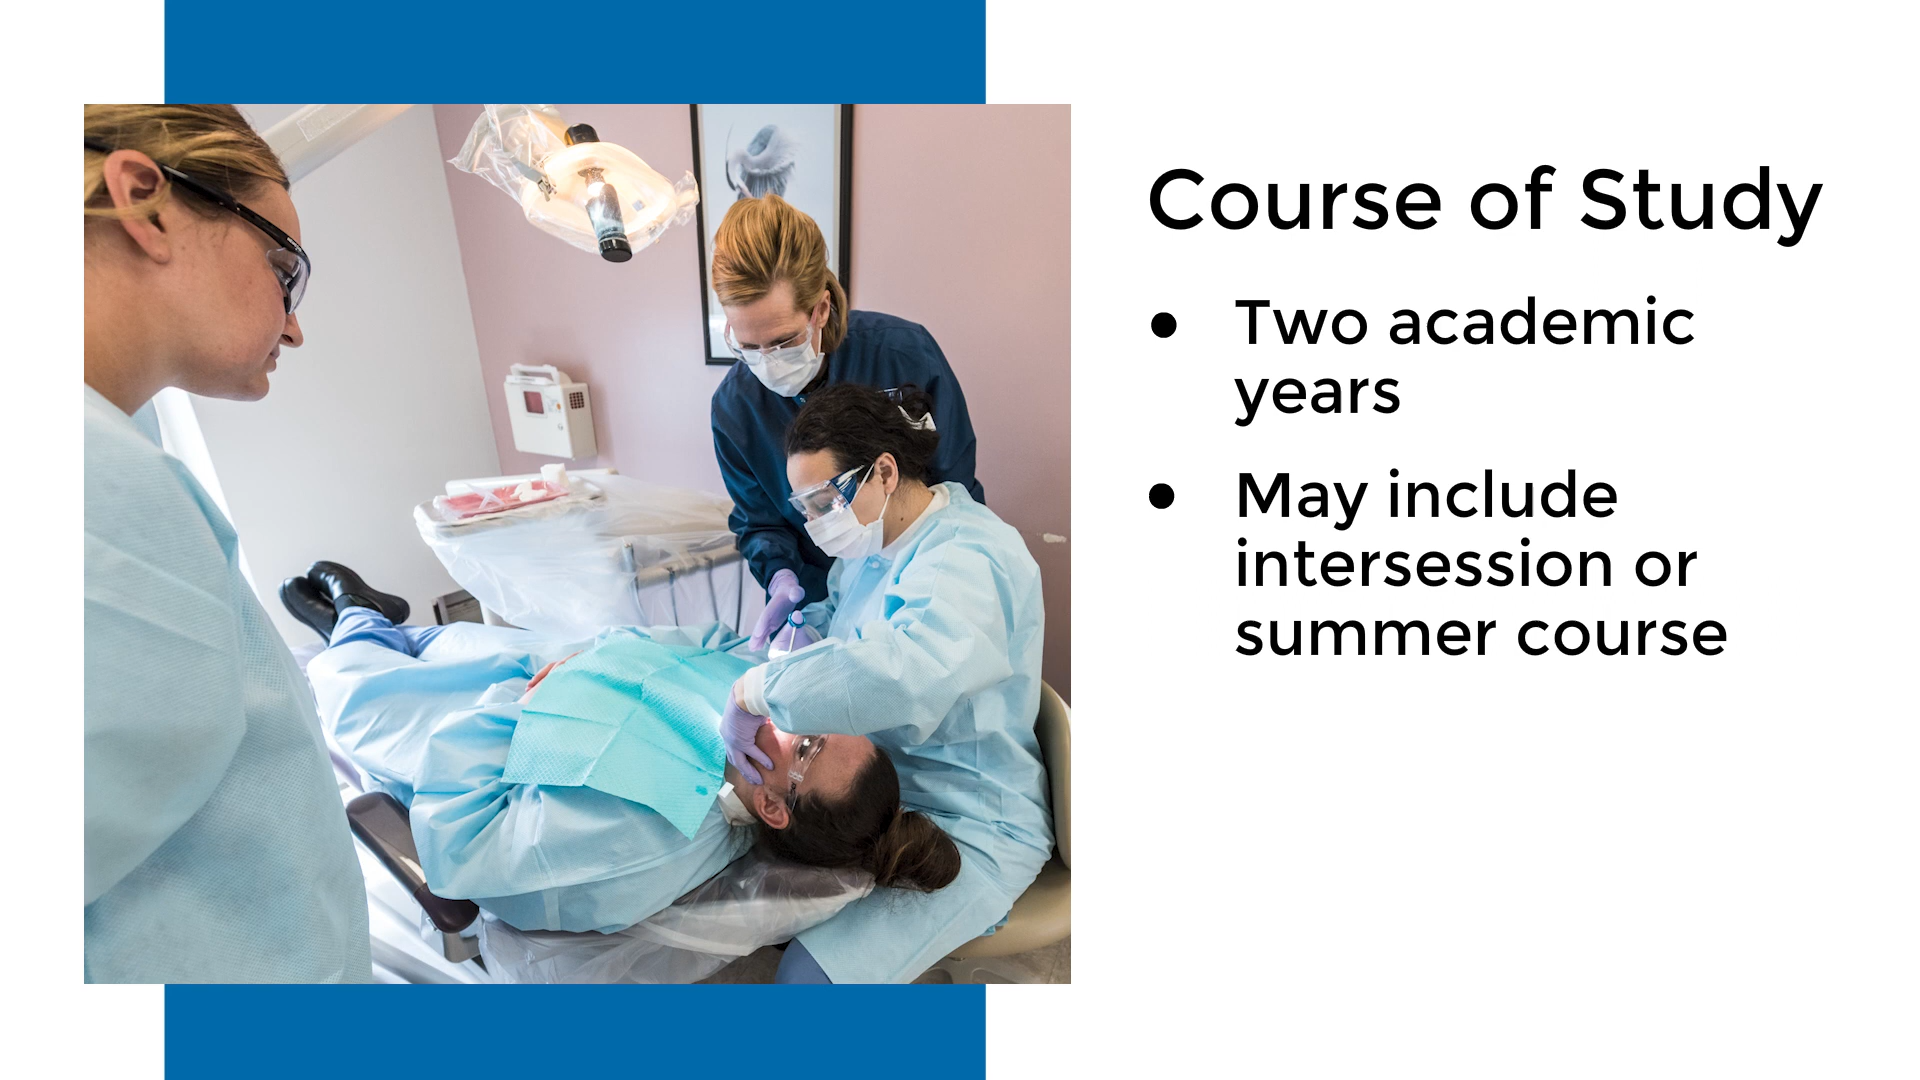 Course of Study
● Two academic
years
● May include
intersession or
summer course